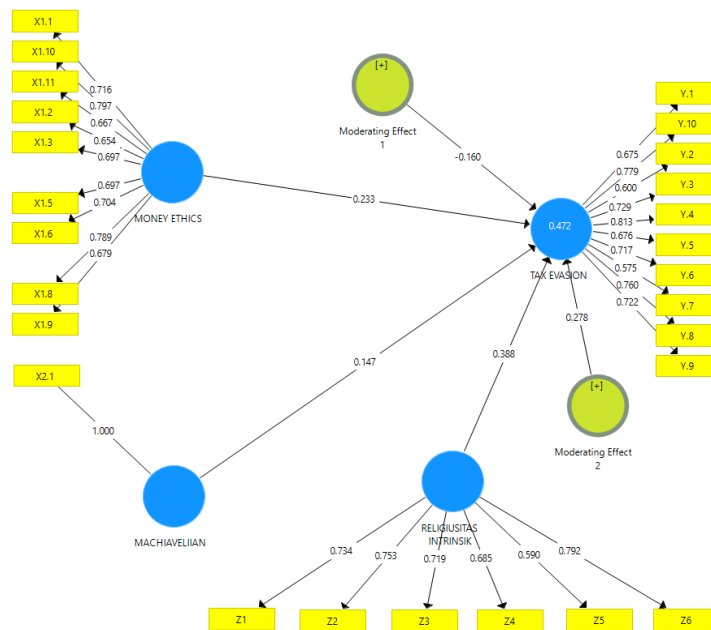 X1.1
X1.10
X1.11
X1.2
X1.3
X1.5
X1.6
X1.8
X1.9
0.716
0.797
0.667
0.654
0.697
0.697
0.704
0.789
0.679
MONEY ETHICS
[+]
Moderating Effect
1
-0.160
0.233
0.472
TAX EVASION
0.675
0.779
0.600
0.729
0.813
0.676
0.717
0.575
0.760
0.722
Y.1
Y.10
Y.2
Y.3
Y.4
Y.5
Y.6
Y.7
Y.8
Y.9
0.278
[+]
Moderating Effect
2
0.147
0.388
X2.1
1.000
MACHIAVELIIAN
RELIGIUSITAS
INTRINSIK
0.734
0.753
0.719
0.685
0.590
0.792
Z1
Z2
Z3
Z4
Z5
Z6